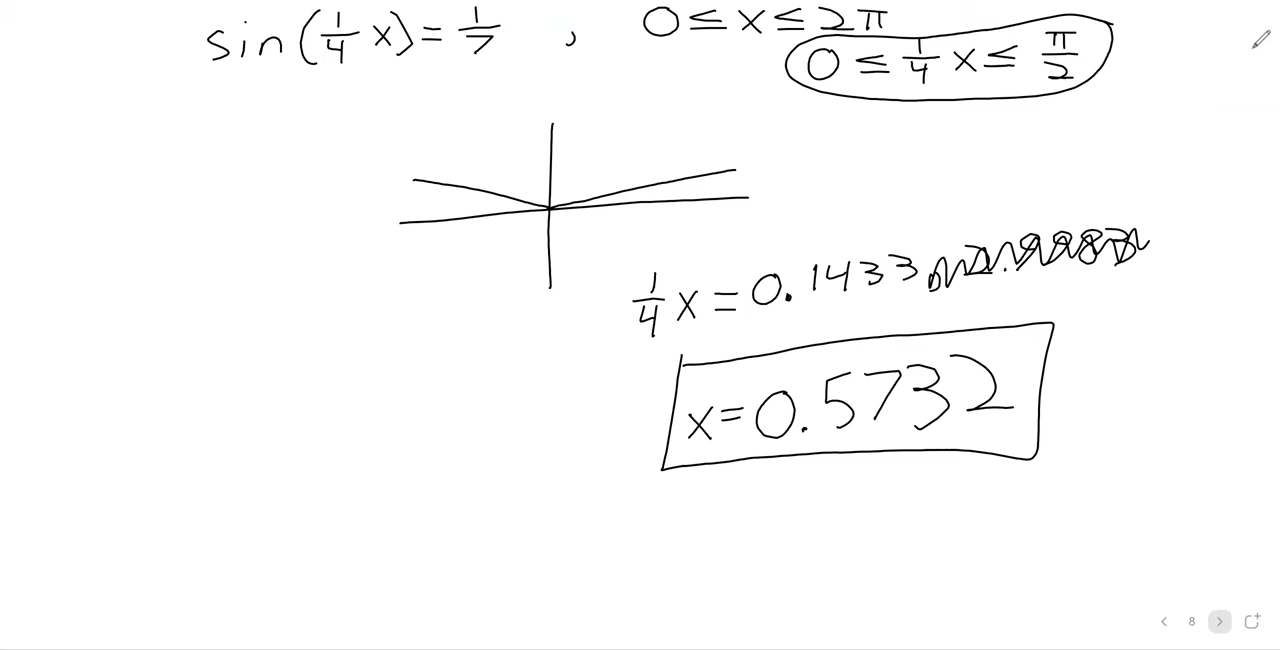 sin(1/4 x) = 1/7 , 0 ≤ x ≤ 2π
0 ≤ 1/4 x ≤ π/2
1/4 x = 0.1433
x = 0.5732
8